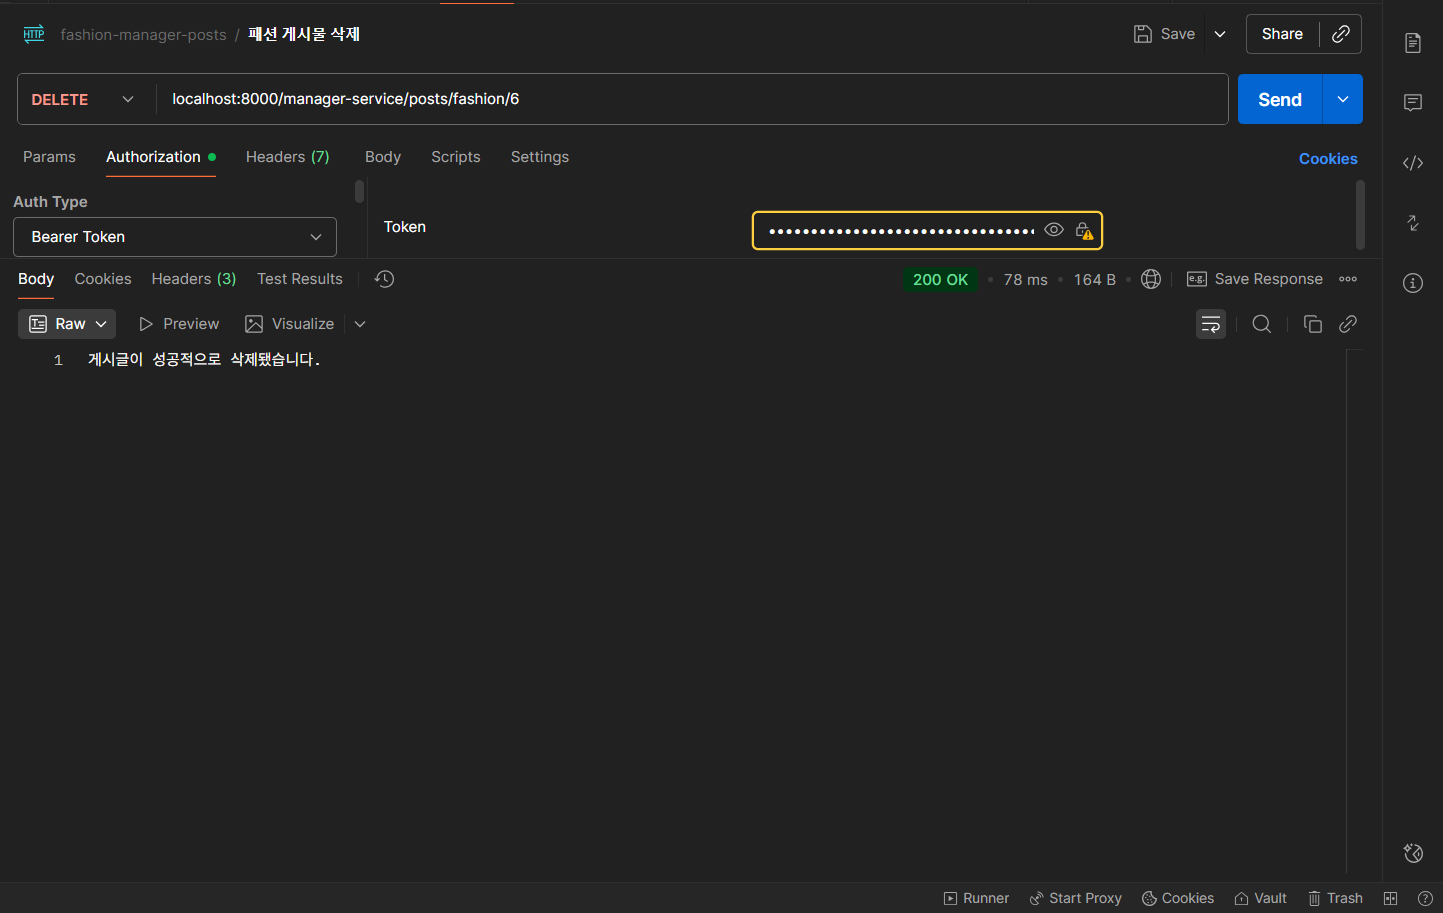 HTTP fashion-manager-posts / 패션 게시물 삭제 Save Share
DELETE localhost:8000/manager-service/posts/fashion/6 Send
Params Authorization Headers (7) Body Scripts Settings Cookies
Auth Type
Bearer Token
Token ••••••••••••••••••••••••••••••••
Body Cookies Headers (3) Test Results 200 OK • 78 ms • 164 B • e.g. Save Response
Raw Preview Visualize
1 게시글이 성공적으로 삭제됐습니다.
Runner Start Proxy Cookies Vault Trash